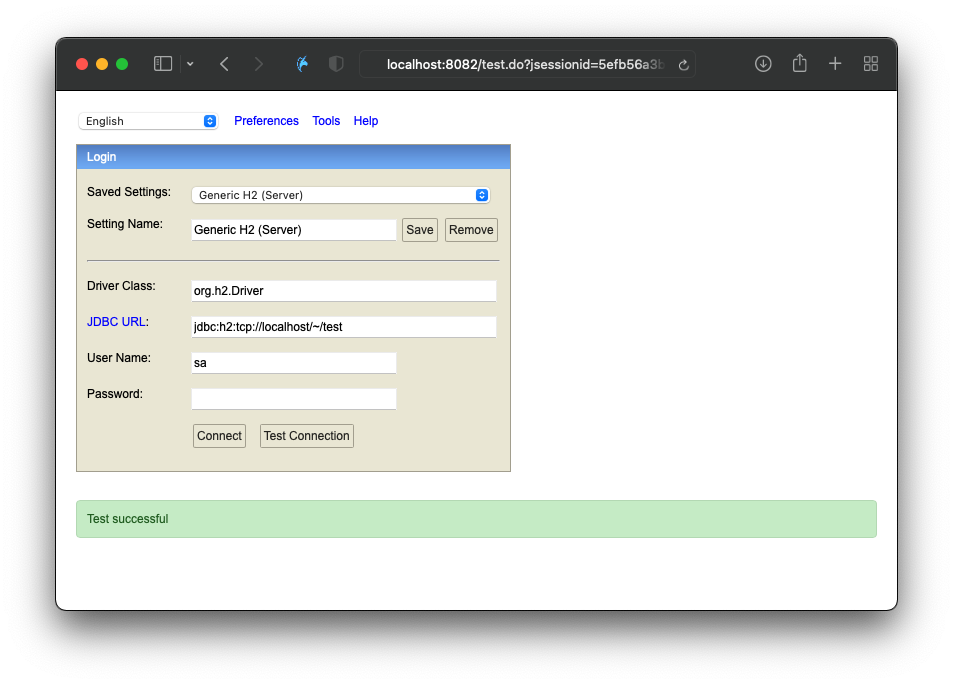 localhost:8082/test.do?jsessionid=5efb56a3b
English Preferences Tools Help
Login
Saved Settings: Generic H2 (Server)
Setting Name: Generic H2 (Server) Save Remove
Driver Class: org.h2.Driver
JDBC URL: jdbc:h2:tcp://localhost/~/test
User Name: sa
Password:
Connect Test Connection
Test successful